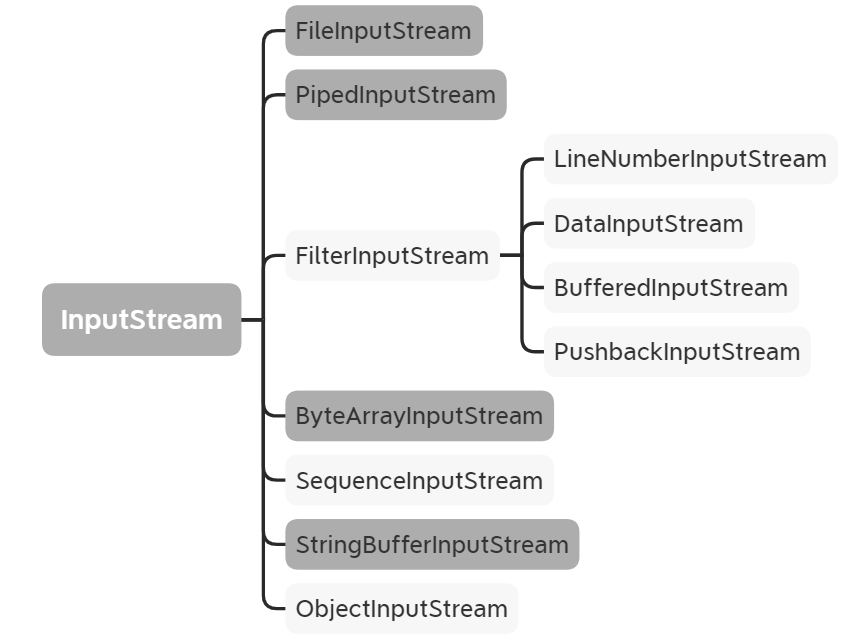 FileInputStream
PipedInputStream
LineNumberInputStream
DataInputStream
FilterInputStream
BufferedInputStream
InputStream
PushbackInputStream
ByteArrayInputStream
SequenceInputStream
StringBufferInputStream
ObjectInputStream